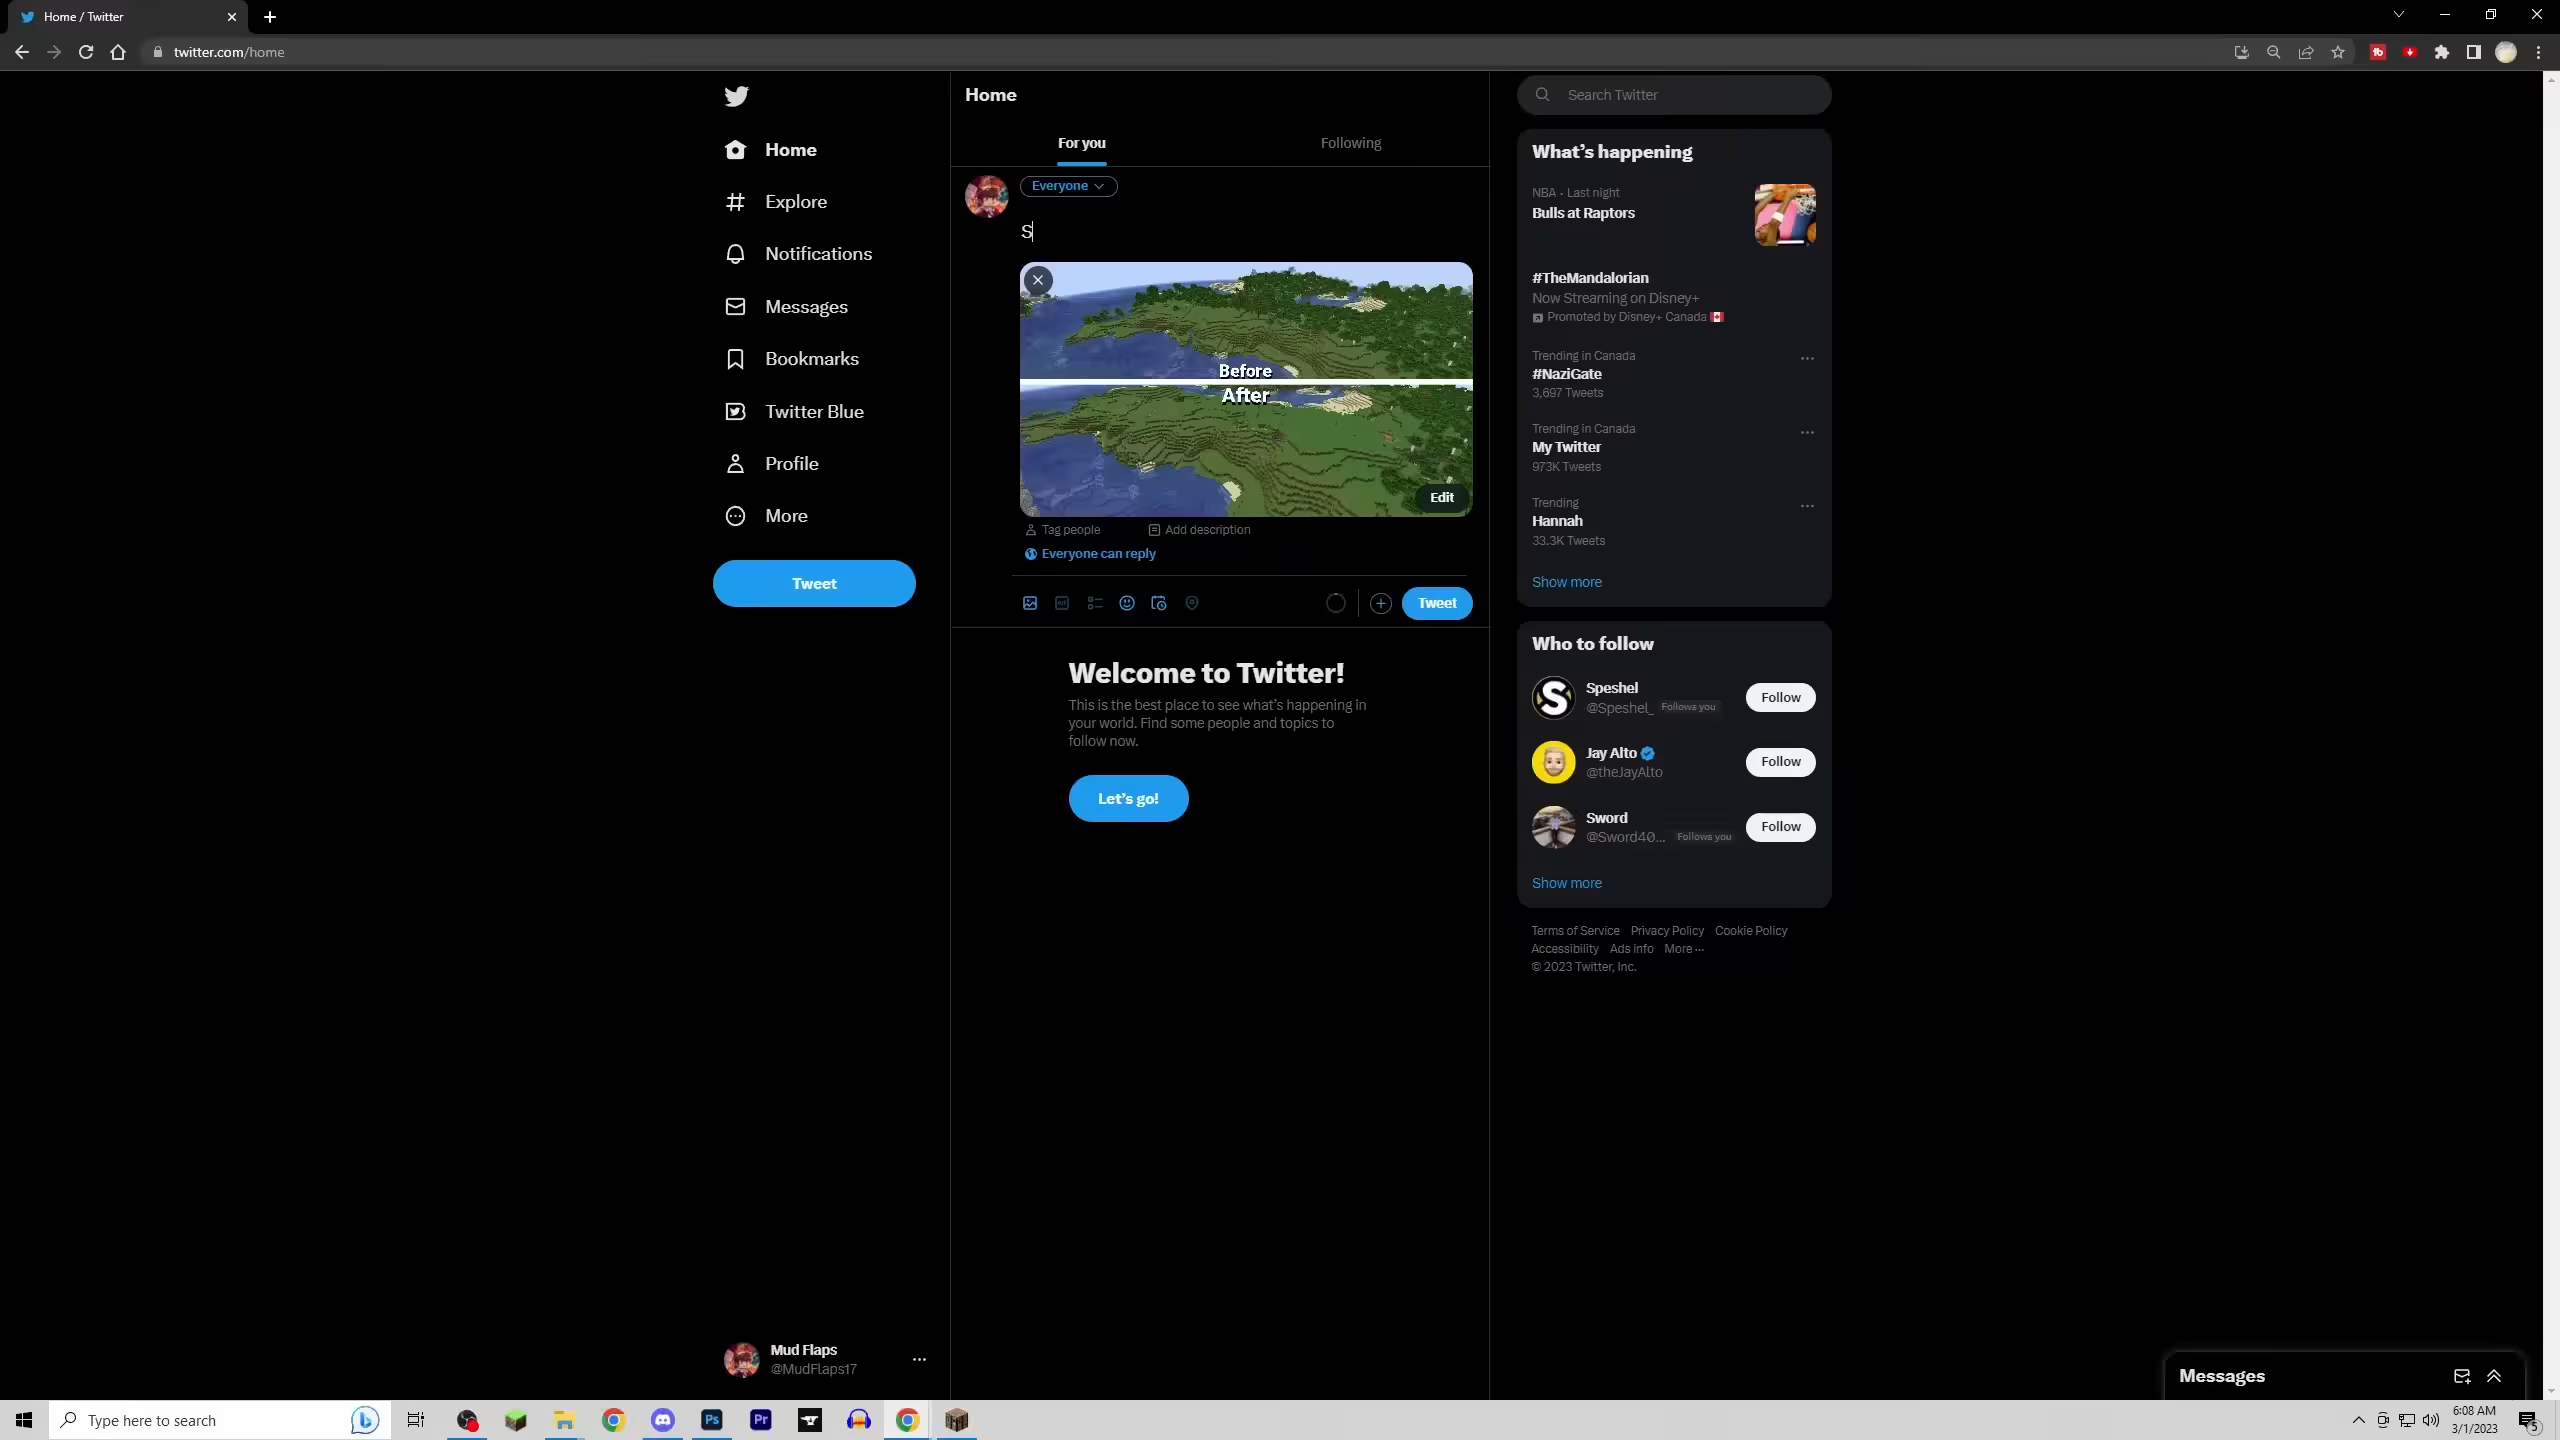 Home / Twitter
twitter.com/home
Home
Explore
Notifications
Messages
Bookmarks
Twitter Blue
Profile
More
Tweet
Mud Flaps
@MudFlaps17
Home
For you
Following
Everyone
S
Before
After
Edit
Tag people
Add description
Everyone can reply
GIF
Tweet
Welcome to Twitter!
This is the best place to see what's happening in
your world. Find some people and topics to
follow now.
Let's go!
Search Twitter
What's happening
NBA · Last night
Bulls at Raptors
#TheMandalorian
Now Streaming on Disney+
Promoted by Disney+ Canada
Trending in Canada
#NaziGate
3,697 Tweets
Trending in Canada
My Twitter
973K Tweets
Trending
Hannah
33.3K Tweets
Show more
Who to follow
Speshel
@Speshel_ Follows you
Follow
Jay Alto
@theJayAlto
Follow
Sword
@Sword40... Follows you
Follow
Show more
Terms of Service Privacy Policy Cookie Policy
Accessibility Ads info More ...
© 2023 Twitter, Inc.
Messages
Type here to search
Ps
Pr
6:08 AM
3/1/2023
5